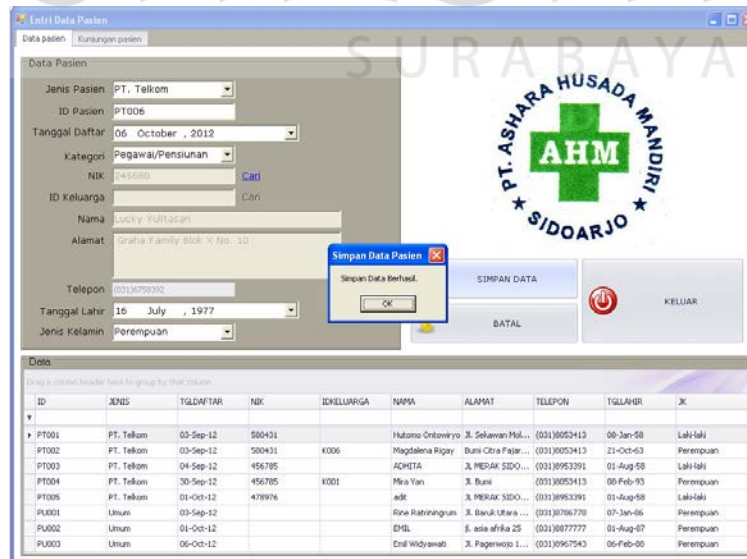 Entri Data Pasien
Data pasien Kunjungan pasien
SURABAYA
Data Pasien
Jenis Pasien PT. Telkom
ID Pasien PT006
Tanggal Daftar 06 October , 2012
Kategori Pegawai/Pensiunan
NIK 245680 Cari
ID Keluarga Cari
Nama Lucky Yulitasari
Alamat Graha Family Blok X No. 10
Telepon (031)6758392
Tanggal Lahir 16 July , 1977
Jenis Kelamin Perempuan
PT. ASHARA HUSADA MANDIRI
AHM
SIDOARJO
Simpan Data Pasien
Simpan Data Berhasil.
OK
SIMPAN DATA
BATAL
KELUAR
Data
Drag a column header here to group by that column
ID JENIS TGLDAFTAR NIK IDKELUARGA NAMA ALAMAT TELEPON TGLLAHIR JK
PT001 PT. Telkom 03-Sep-12 580431 Hutomo Ontowiryo Jl. Sekawan Mol... (031)8053413 08-Jan-58 Laki-laki
PT002 PT. Telkom 03-Sep-12 580431 K006 Magdalena Rigay Bumi Citra Fajar... (031)8053413 21-Oct-63 Perempuan
PT003 PT. Telkom 04-Sep-12 456785 ADHITA JL MERAK SIDO... (031)8953391 01-Aug-58 Laki-laki
PT004 PT. Telkom 30-Sep-12 456785 K001 Mira Yan Jl. Bumi (031)8053413 08-Feb-93 Perempuan
PT005 PT. Telkom 01-Oct-12 478976 adit JL MERAK SIDO... (031)8953391 01-Aug-58 Laki-laki
PU001 Umum 03-Sep-12 Rine Ratriningrum Jl. Baruk Utara ... (031)8786778 07-Jan-86 Perempuan
PU002 Umum 01-Oct-12 EMIL jl. asia afrika 25 (031)8877777 01-Aug-87 Perempuan
PU003 Umum 06-Oct-12 Emil Widyawati Jl. Pagerwojo 1... (031)8967543 06-Feb-88 Perempuan